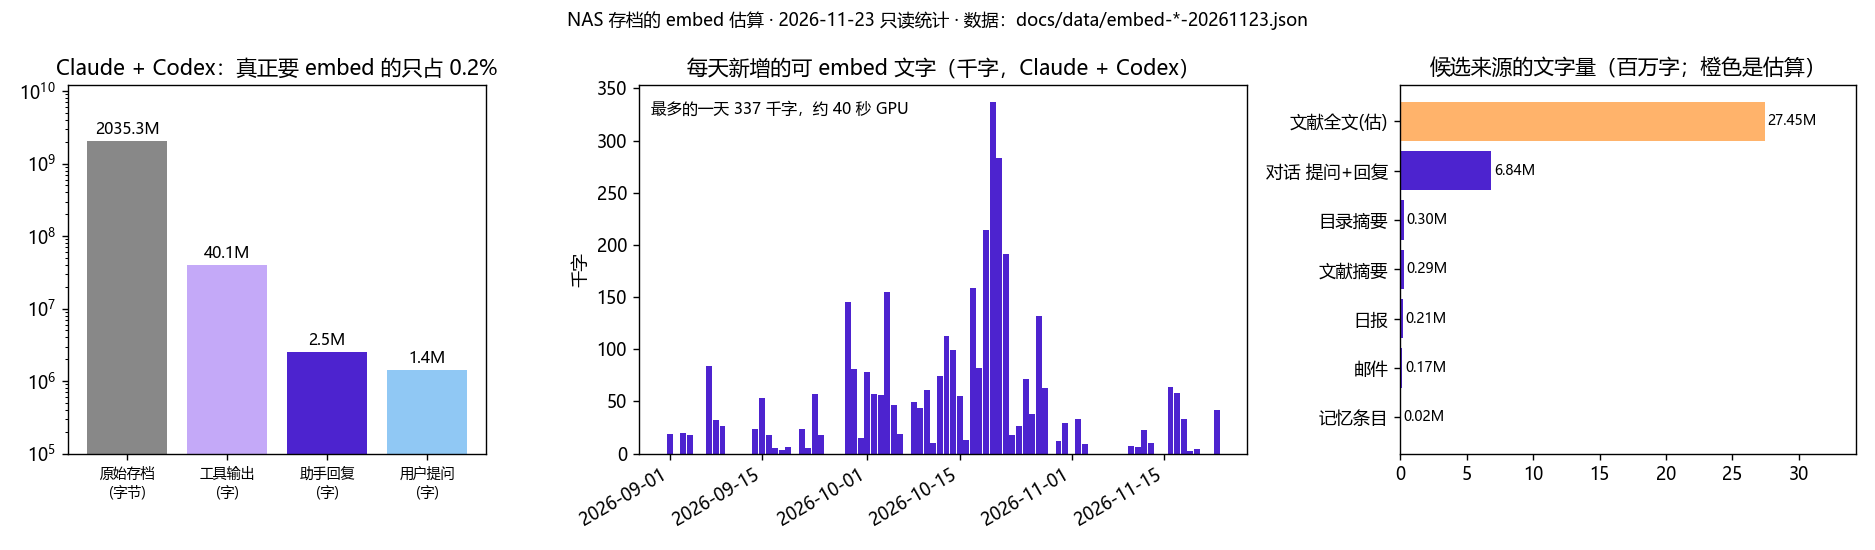 NAS 存档的 embed 估算 · 2026-11-23 只读统计 · 数据：docs/data/embed-*-20261123.json
Claude + Codex：真正要 embed 的只占 0.2%
10^10
10^9
10^8
10^7
10^6
10^5
2035.3M
40.1M
2.5M
1.4M
原始存档
(字节)
工具输出
(字)
助手回复
(字)
用户提问
(字)
每天新增的可 embed 文字（千字，Claude + Codex）
最多的一天 337 千字，约 40 秒 GPU
千字
350
300
250
200
150
100
50
0
2026-09-01
2026-09-15
2026-10-01
2026-10-15
2026-11-01
2026-11-15
候选来源的文字量（百万字；橙色是估算）
文献全文(估)
27.45M
对话 提问+回复
6.84M
目录摘要
0.30M
文献摘要
0.29M
日报
0.21M
邮件
0.17M
记忆条目
0.02M
0
5
10
15
20
25
30